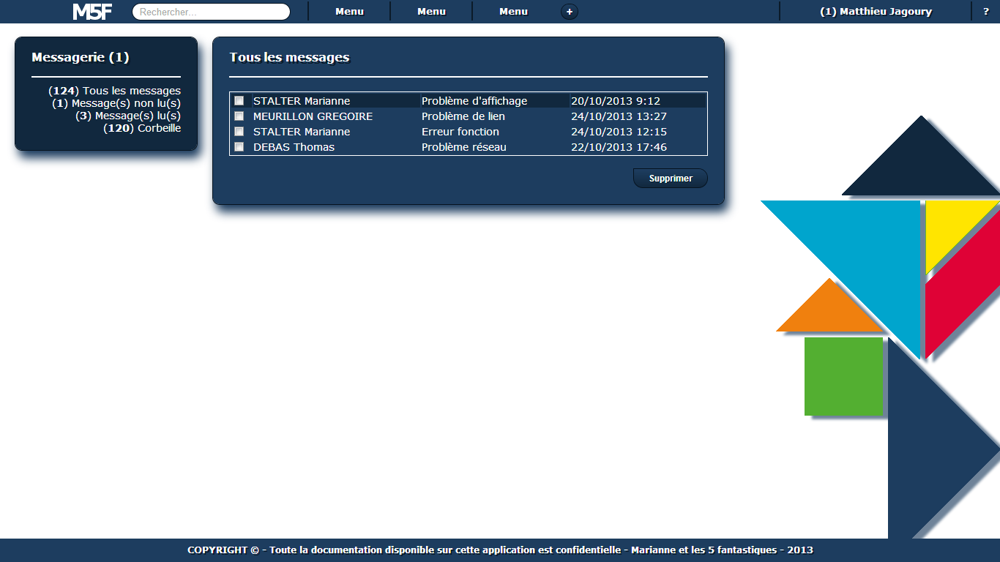 M5F Rechercher... Menu Menu Menu + (1) Matthieu Jagoury ?
Messagerie (1)
(124) Tous les messages
(1) Message(s) non lu(s)
(3) Message(s) lu(s)
(120) Corbeille
Tous les messages
STALTER Marianne Problème d'affichage 20/10/2013 9:12
MEURILLON GREGOIRE Problème de lien 24/10/2013 13:27
STALTER Marianne Erreur fonction 24/10/2013 12:15
DEBAS Thomas Problème réseau 22/10/2013 17:46
Supprimer
COPYRIGHT © - Toute la documentation disponible sur cette application est confidentielle - Marianne et les 5 fantastiques - 2013